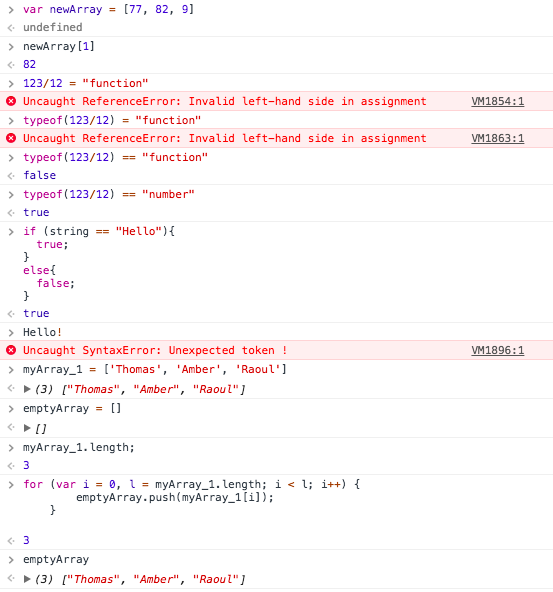 var newArray = [77, 82, 9]
undefined
newArray[1]
82
123/12 = "function"
Uncaught ReferenceError: Invalid left-hand side in assignment VM1854:1
typeof(123/12) = "function"
Uncaught ReferenceError: Invalid left-hand side in assignment VM1863:1
typeof(123/12) == "function"
false
typeof(123/12) == "number"
true
if (string == "Hello"){
  true;
}
else{
  false;
}
true
Hello!
Uncaught SyntaxError: Unexpected token ! VM1896:1
myArray_1 = ['Thomas', 'Amber', 'Raoul']
(3) ["Thomas", "Amber", "Raoul"]
emptyArray = []
[]
myArray_1.length;
3
for (var i = 0, l = myArray_1.length; i < l; i++) {
        emptyArray.push(myArray_1[i]);
    }
3
emptyArray
(3) ["Thomas", "Amber", "Raoul"]